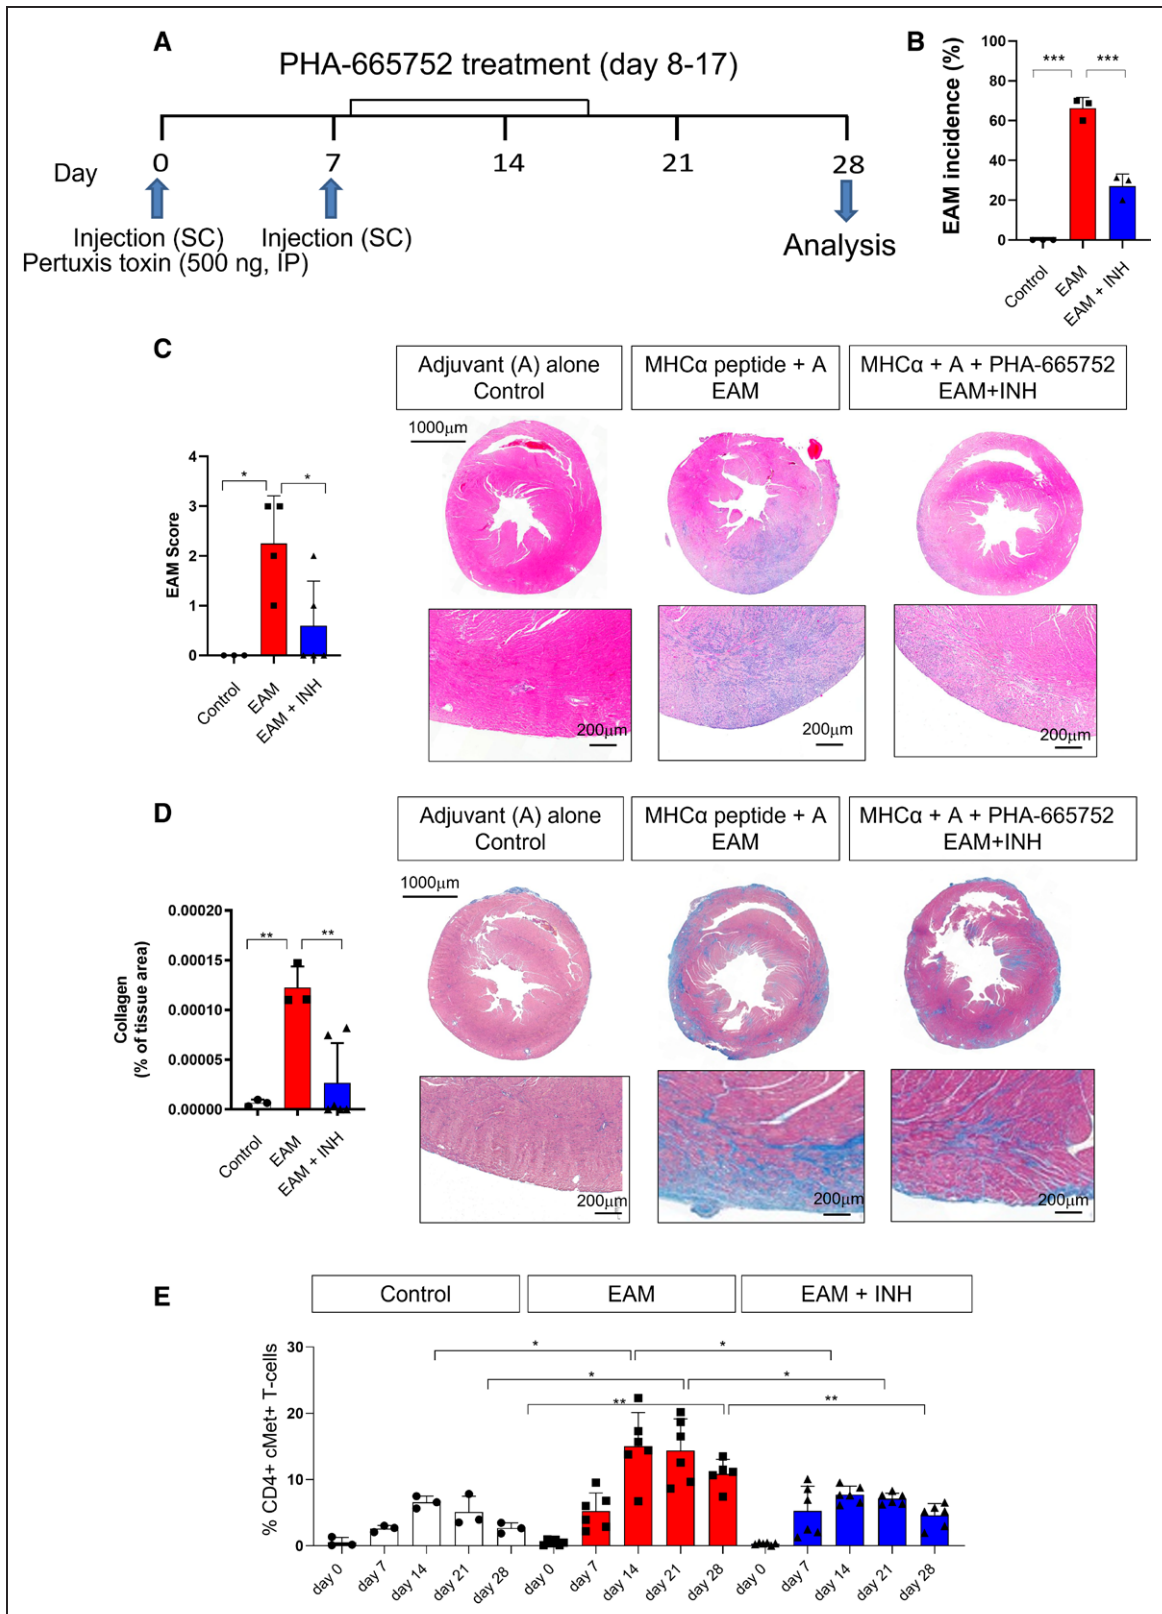 A
PHA-665752 treatment (day 8-17)
Day
0
7
14
21
28
Injection (SC)
Injection (SC)
Pertuxis toxin (500 ng, IP)
Analysis
B
EAM incidence (%)
100
80
60
40
20
0
***
***
Control
EAM
EAM + INH
C
EAM Score
4
3
2
1
0
*
*
Control
EAM
EAM + INH
Adjuvant (A) alone
Control
MHCα peptide + A
EAM
MHCα + A + PHA-665752
EAM+INH
1000µm
200µm
200µm
200µm
D
Collagen
(% of tissue area)
0.00020
0.00015
0.00010
0.00005
0.00000
**
**
Control
EAM
EAM + INH
Adjuvant (A) alone
Control
MHCα peptide + A
EAM
MHCα + A + PHA-665752
EAM+INH
1000µm
200µm
200µm
200µm
E
Control
EAM
EAM + INH
% CD4+ cMet+ T-cells
30
20
10
0
*
*
*
*
**
**
day 0
day 7
day 14
day 21
day 28
day 0
day 7
day 14
day 21
day 28
day 0
day 7
day 14
day 21
day 28